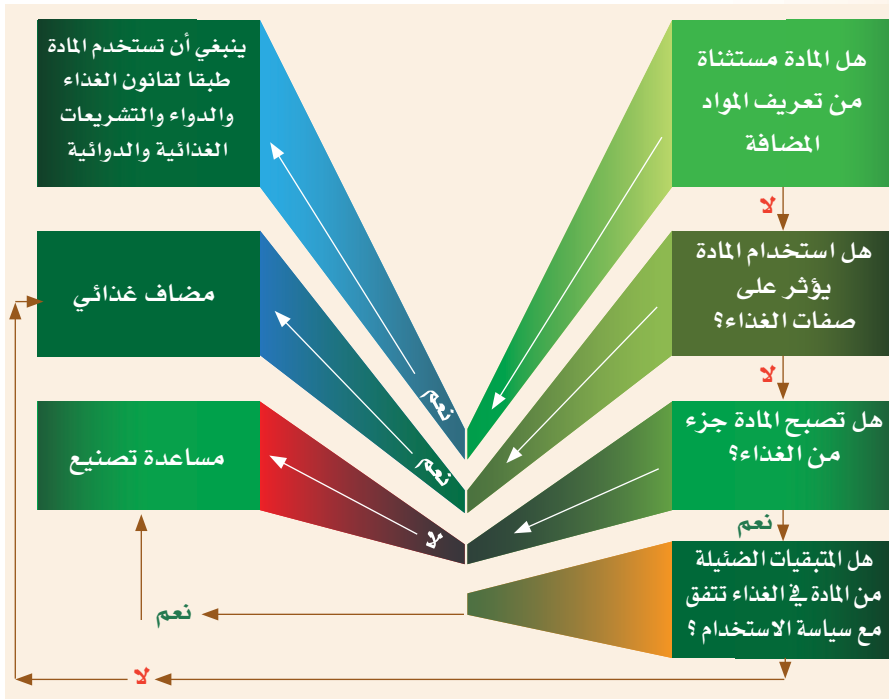 هل المادة مستثناة
من تعريف المواد
المضافة
ينبغي أن تستخدم المادة
طبقا لقانون الغذاء
والدواء والتشريعات
الغذائية والدوائية
نعم
لا
هل استخدام المادة
يؤثر على
صفات الغذاء؟
مضاف غذائي
نعم
لا
هل تصبح المادة جزء
من الغذاء؟
مساعدة تصنيع
لا
نعم
هل المتبقيات الضئيلة
من المادة في الغذاء تتفق
مع سياسة الاستخدام ؟
نعم
لا